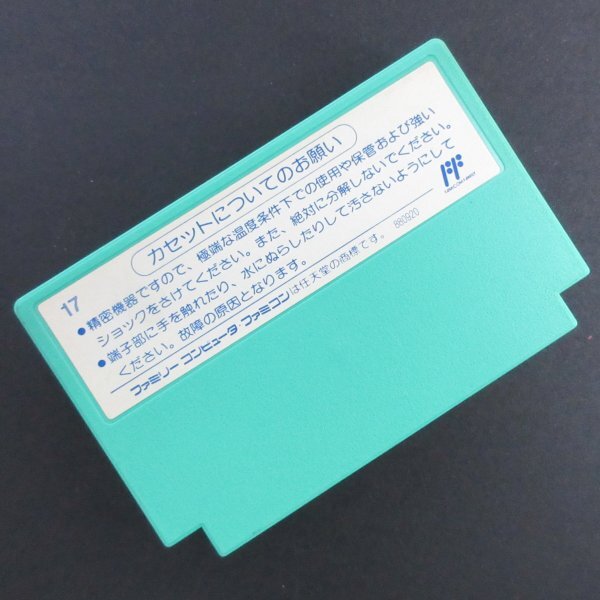 17
カセットについてのお願い
●精密機器ですので、極端な温度条件下での使用や保管および強い
ショックをさけてください。また、絶対に分解しないでください。
●端子部に手を触れたり、水にぬらしたりして汚さないようにして
ください。故障の原因となります。
ファミリーコンピュータ・ファミコンは任天堂の商標です。
880920